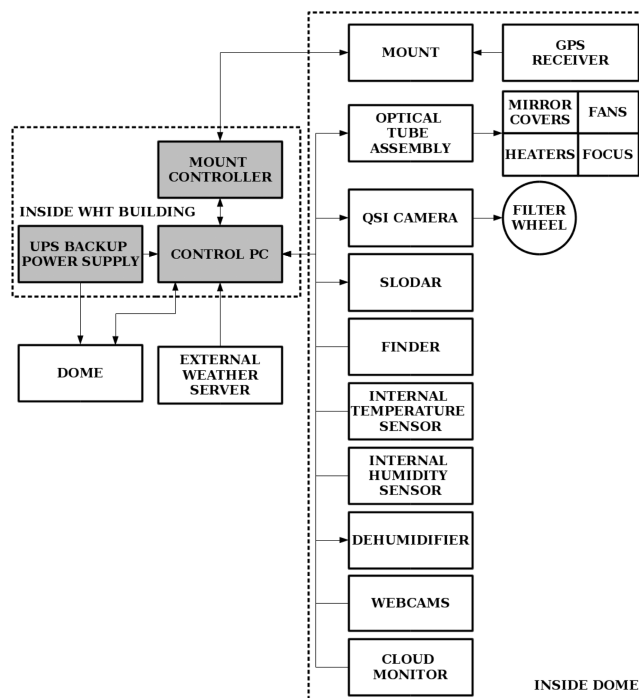 MOUNT
GPS
RECEIVER
OPTICAL
TUBE
ASSEMBLY
MIRROR
COVERS
FANS
HEATERS
FOCUS
MOUNT
CONTROLLER
INSIDE WHT BUILDING
QSI CAMERA
FILTER
WHEEL
UPS BACKUP
POWER SUPPLY
CONTROL PC
SLODAR
DOME
EXTERNAL
WEATHER
SERVER
FINDER
INTERNAL
TEMPERATURE
SENSOR
INTERNAL
HUMIDITY
SENSOR
DEHUMIDIFIER
WEBCAMS
CLOUD
MONITOR
INSIDE DOME